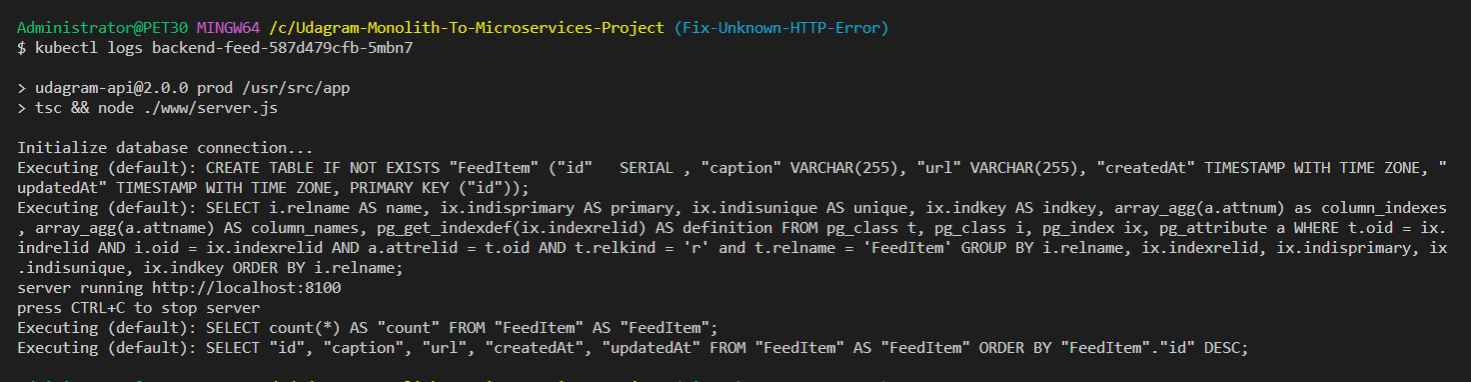 Administrator@PET30 MINGW64 /c/Udagram-Monolith-To-Microservices-Project (Fix-Unknown-HTTP-Error)
$ kubectl logs backend-feed-587d479cfb-5mbn7
> udagram-api@2.0.0 prod /usr/src/app
> tsc && node ./www/server.js
Initialize database connection...
Executing (default): CREATE TABLE IF NOT EXISTS "FeedItem" ("id"   SERIAL , "caption" VARCHAR(255), "url" VARCHAR(255), "createdAt" TIMESTAMP WITH TIME ZONE, "
updatedAt" TIMESTAMP WITH TIME ZONE, PRIMARY KEY ("id"));
Executing (default): SELECT i.relname AS name, ix.indisprimary AS primary, ix.indisunique AS unique, ix.indkey AS indkey, array_agg(a.attnum) as column_indexes
, array_agg(a.attname) AS column_names, pg_get_indexdef(ix.indexrelid) AS definition FROM pg_class t, pg_class i, pg_index ix, pg_attribute a WHERE t.oid = ix.
indrelid AND i.oid = ix.indexrelid AND a.attrelid = t.oid AND t.relkind = 'r' and t.relname = 'FeedItem' GROUP BY i.relname, ix.indexrelid, ix.indisprimary, ix
.indisunique, ix.indkey ORDER BY i.relname;
server running http://localhost:8100
press CTRL+C to stop server
Executing (default): SELECT count(*) AS "count" FROM "FeedItem" AS "FeedItem";
Executing (default): SELECT "id", "caption", "url", "createdAt", "updatedAt" FROM "FeedItem" AS "FeedItem" ORDER BY "FeedItem"."id" DESC;